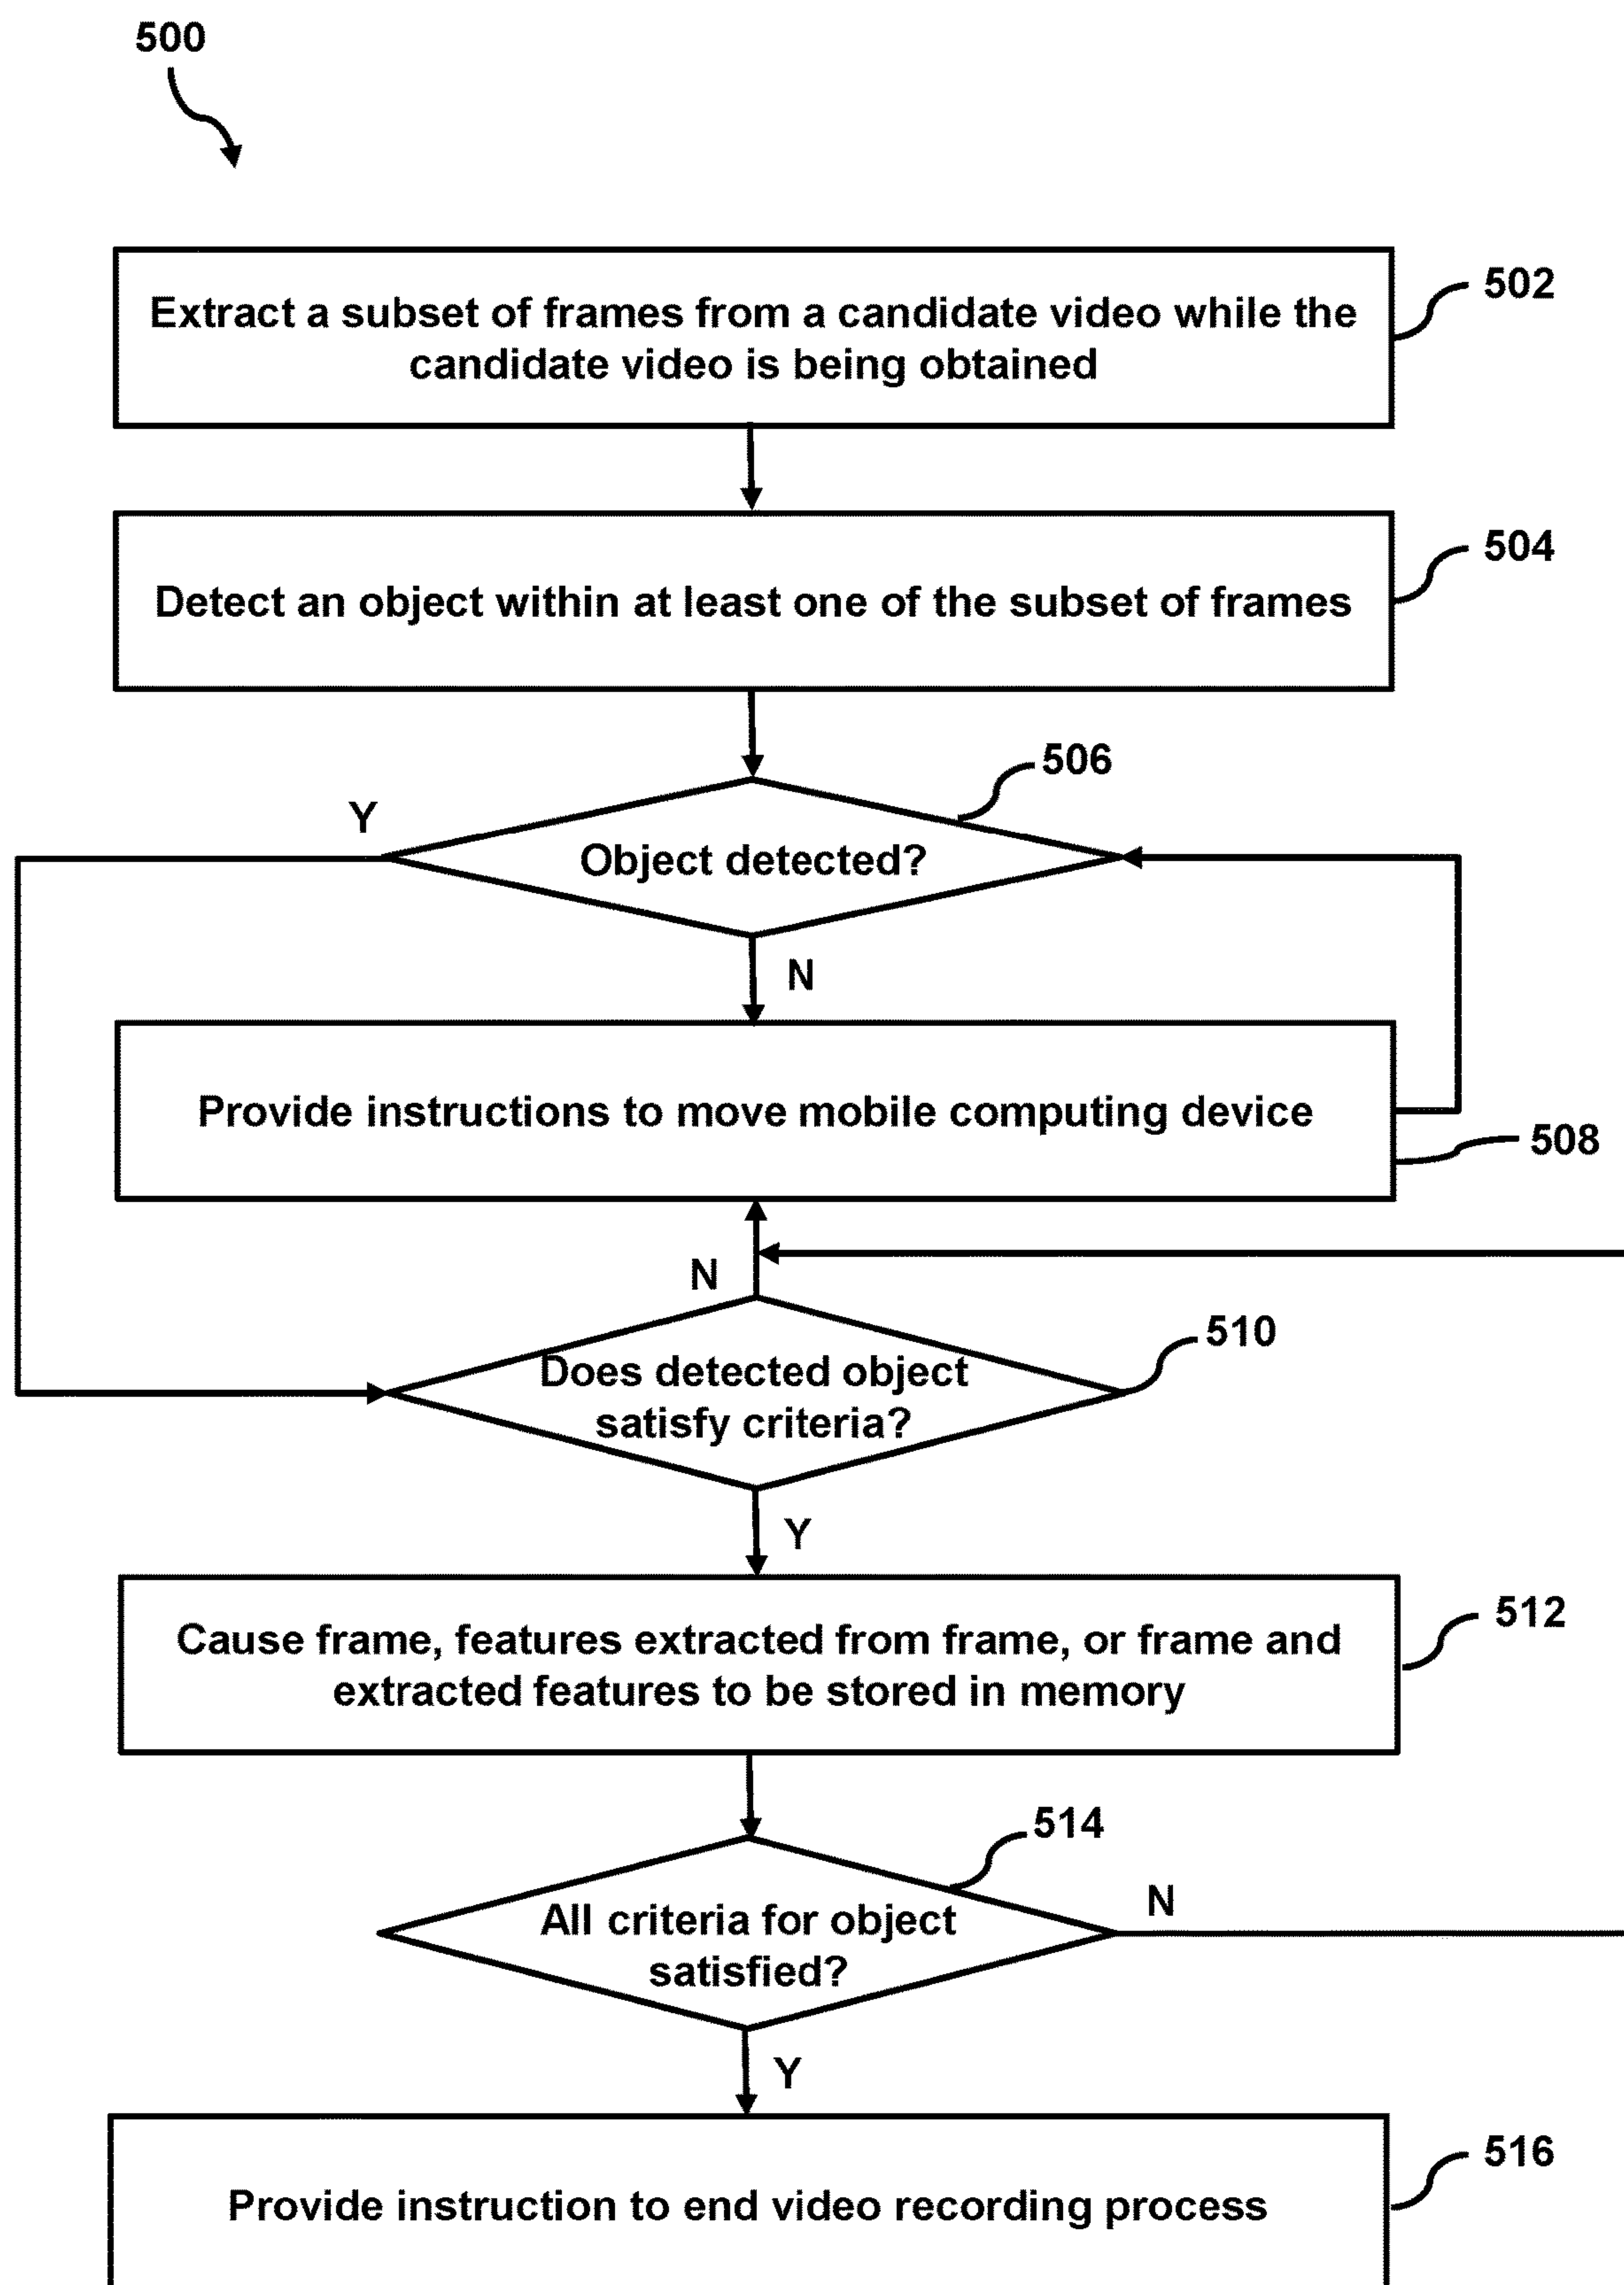 500
Extract a subset of frames from a candidate video while the
candidate video is being obtained
502
Detect an object within at least one of the subset of frames
504
506
Y
Object detected?
N
Provide instructions to move mobile computing device
508
N
510
Does detected object
satisfy criteria?
Y
Cause frame, features extracted from frame, or frame and
extracted features to be stored in memory
512
514
N
All criteria for object
satisfied?
Y
Provide instruction to end video recording process
516